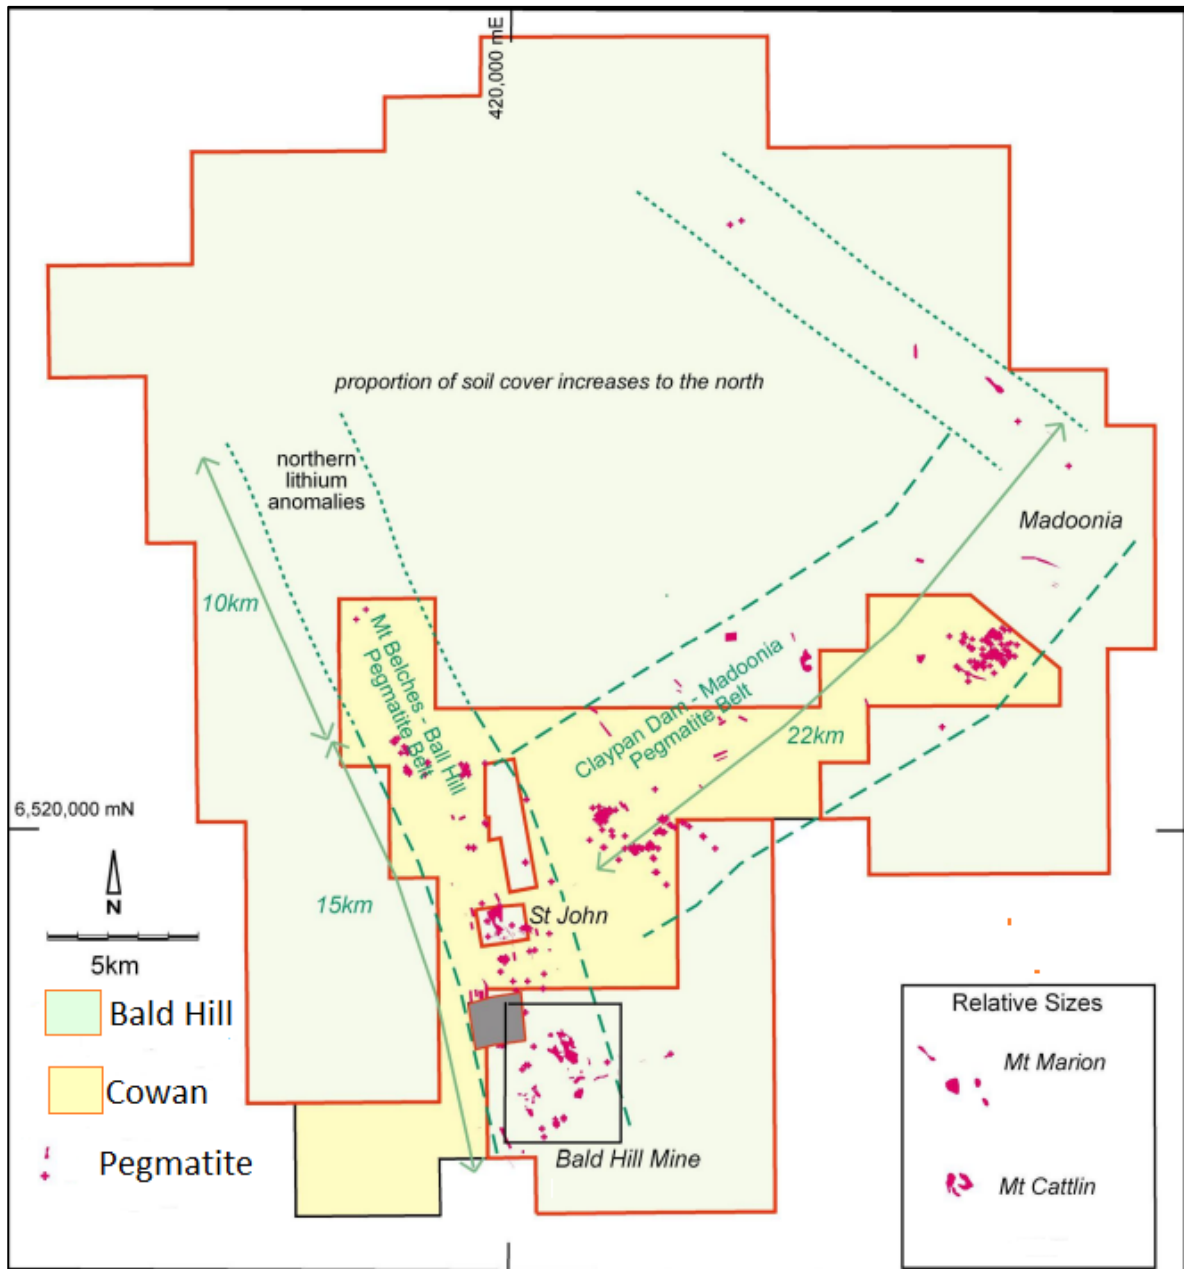 420,000 mE
proportion of soil cover increases to the north
northern
lithium
anomalies
Madoonia
10km
Mt Belches - Ball Hill
Pegmatite Belt
Claypan Dam - Madoonia
Pegmatite Belt
22km
6,520,000 mN
N
15km
St John
5km
Relative Sizes
Bald Hill
Mt Marion
Cowan
Pegmatite
Bald Hill Mine
Mt Cattlin